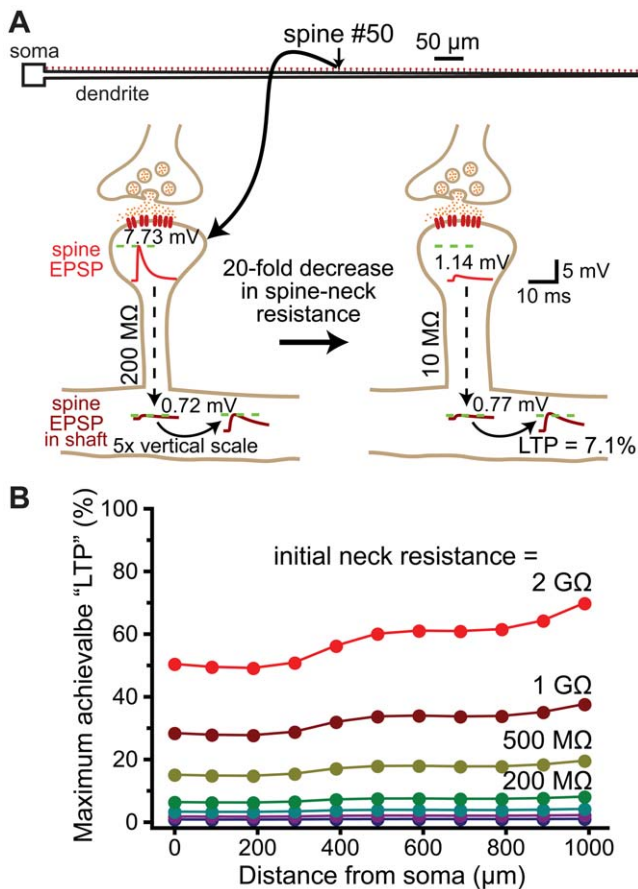 A
spine #50
50 µm
soma
dendrite
7.73 mV
spine
EPSP
200 MΩ
20-fold decrease
in spine-neck
resistance
1.14 mV
5 mV
10 ms
10 MΩ
spine
EPSP
in shaft
0.72 mV
5x vertical scale
0.77 mV
LTP = 7.1%
B
Maximum achievalbe “LTP” (%)
100
80
60
40
20
0
initial neck resistance =
2 GΩ
1 GΩ
500 MΩ
200 MΩ
0 200 400 600 800 1000
Distance from soma (µm)